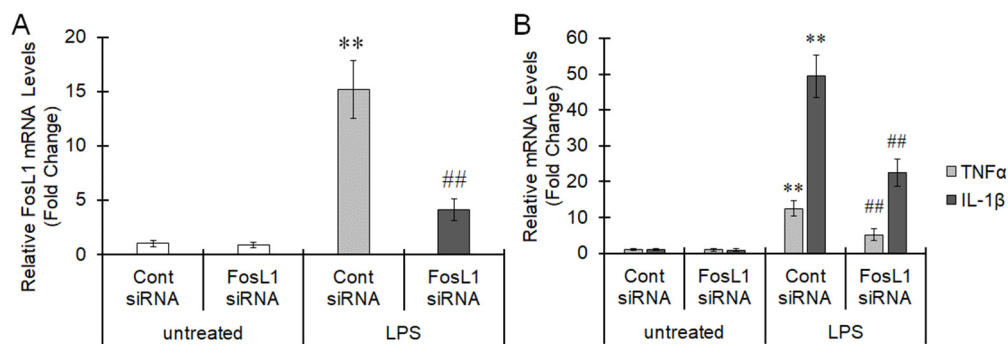 A
Relative FosL1 mRNA Levels
(Fold Change)
20
15
10
5
0
**
##
Cont
siRNA
FosL1
siRNA
Cont
siRNA
FosL1
siRNA
untreated
LPS
B
Relative mRNA Levels
(Fold Change)
60
50
40
30
20
10
0
**
**
##
##
TNFα
IL-1β
Cont
siRNA
FosL1
siRNA
Cont
siRNA
FosL1
siRNA
untreated
LPS